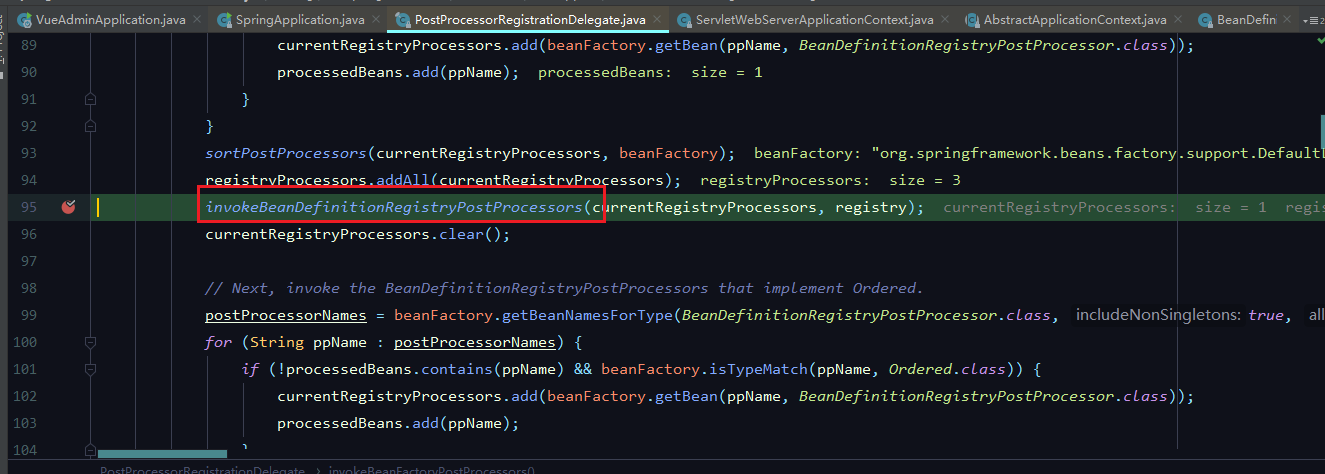 VueAdminApplication.java × SpringApplication.java × PostProcessorRegistrationDelegate.java × ServletWebServerApplicationContext.java × AbstractApplicationContext.java × BeanDefini
89 currentRegistryProcessors.add(beanFactory.getBean(ppName, BeanDefinitionRegistryPostProcessor.class));
90 processedBeans.add(ppName); processedBeans: size = 1
91 }
92 }
93 sortPostProcessors(currentRegistryProcessors, beanFactory); beanFactory: "org.springframework.beans.factory.support.Default
94 registryProcessors.addAll(currentRegistryProcessors); registryProcessors: size = 3
95 invokeBeanDefinitionRegistryPostProcessors(currentRegistryProcessors, registry); currentRegistryProcessors: size = 1 regis
96 currentRegistryProcessors.clear();
97
98 // Next, invoke the BeanDefinitionRegistryPostProcessors that implement Ordered.
99 postProcessorNames = beanFactory.getBeanNamesForType(BeanDefinitionRegistryPostProcessor.class, includeNonSingletons: true, all
100 for (String ppName : postProcessorNames) {
101 if (!processedBeans.contains(ppName) && beanFactory.isTypeMatch(ppName, Ordered.class)) {
102 currentRegistryProcessors.add(beanFactory.getBean(ppName, BeanDefinitionRegistryPostProcessor.class));
103 processedBeans.add(ppName);
104 }
PostProcessorRegistrationDelegate > invokeBeanFactoryPostProcessors()